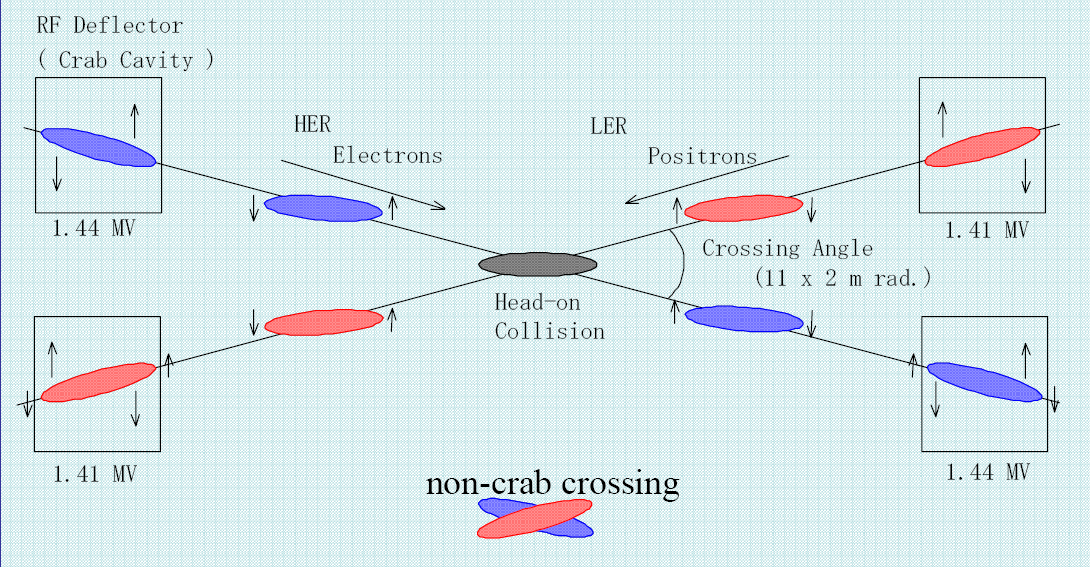 RF Deflector
( Crab Cavity )
HER
LER
Electrons
Positrons
1.44 MV
1.41 MV
Crossing Angle
(11 x 2 m rad.)
Head-on
Collision
1.41 MV
1.44 MV
non-crab crossing